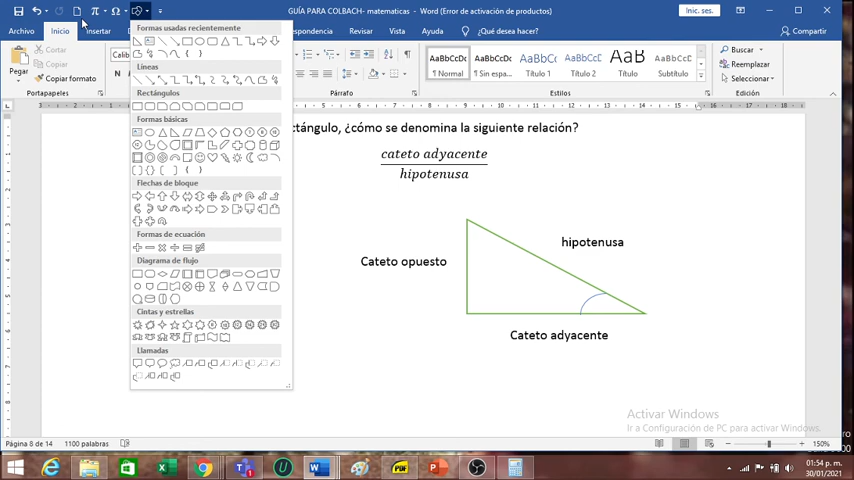 GUÍA PARA COLBACH- matematicas - Word (Error de activación de productos)
Inic. ses.
Archivo
Inicio
Insertar
D
spondencia
Revisar
Vista
Ayuda
¿Qué desea hacer?
Compartir
Pegar
Cortar
Copiar
Copiar formato
Portapapeles
Calib
N
Párrafo
AaBbCcDc
¶ Normal
AaBbCcDc
¶ Sin espa...
AaBbCc
Título 1
AaBbCcD
Título 2
AaB
Título
AaBbCcD
Subtítulo
Estilos
Buscar
Reemplazar
Seleccionar
Edición
Formas usadas recientemente
Líneas
Rectángulos
Formas básicas
Flechas de bloque
Formas de ecuación
Diagrama de flujo
Cintas y estrellas
Llamadas
ctángulo, ¿cómo se denomina la siguiente relación?
cateto adyacente
hipotenusa
hipotenusa
Cateto opuesto
Cateto adyacente
Activar Windows
Ir a Configuración de PC para activar Windows.
Página 8 de 14
1100 palabras
150%
PDF
01:54 p. m.
30/01/2021